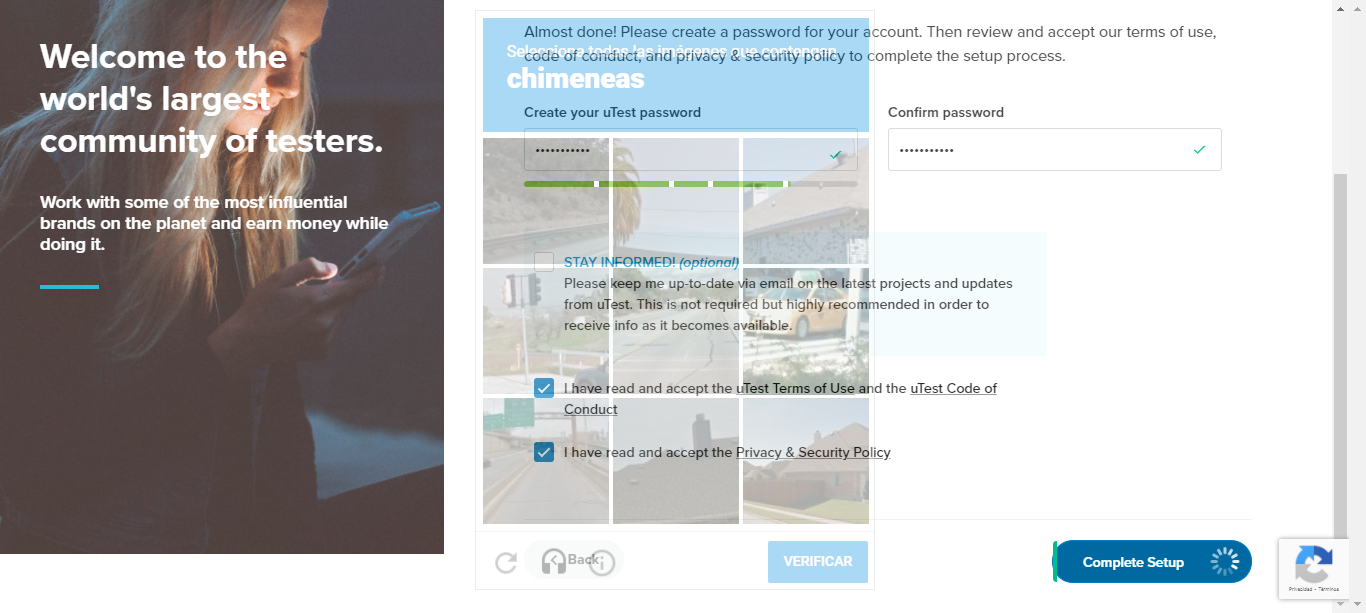 Welcome to the
world's largest
community of testers.
Work with some of the most influential
brands on the planet and earn money while
doing it.
Almost done! Please create a password for your account. Then review and accept our terms of use,
code of conduct, and privacy & security policy to complete the setup process.
Selecciona todas las imágenes que contengan
chimeneas
Create your uTest password
Confirm password
STAY INFORMED! (optional)
Please keep me up-to-date via email on the latest projects and updates
from uTest. This is not required but highly recommended in order to
receive info as it becomes available.
I have read and accept the uTest Terms of Use and the uTest Code of
Conduct
I have read and accept the Privacy & Security Policy
Back
VERIFICAR
Complete Setup
Privacidad - Términos